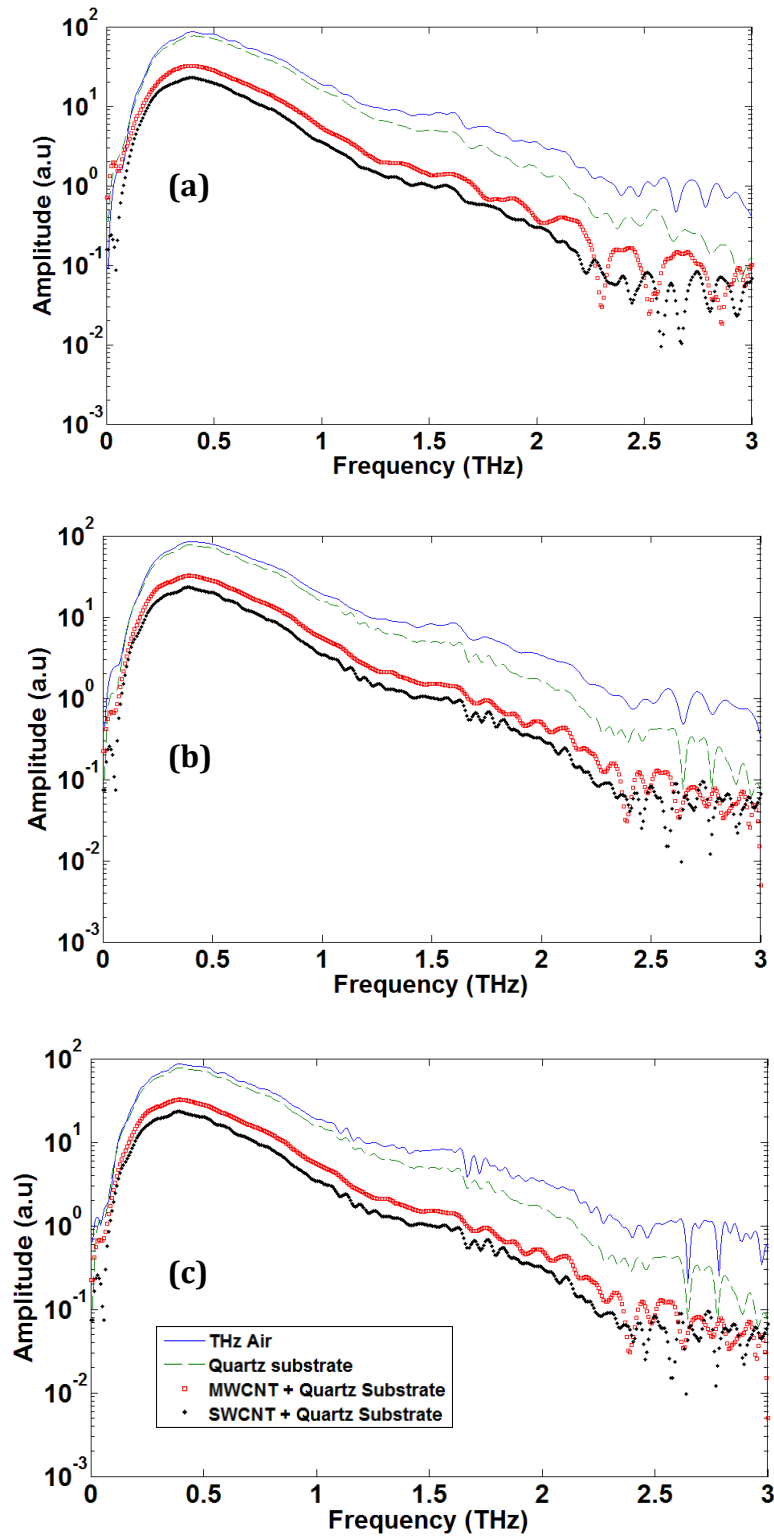 10^2
10^1
10^0
10^-1
10^-2
10^-3
Amplitude (a.u)
(a)
0 0.5 1 1.5 2 2.5 3
Frequency (THz)
10^2
10^1
10^0
10^-1
10^-2
10^-3
Amplitude (a.u)
(b)
0 0.5 1 1.5 2 2.5 3
Frequency (THz)
10^2
10^1
10^0
10^-1
10^-2
10^-3
Amplitude (a.u)
(c)
THz Air
Quartz substrate
MWCNT + Quartz Substrate
SWCNT + Quartz Substrate
0 0.5 1 1.5 2 2.5 3
Frequency (THz)